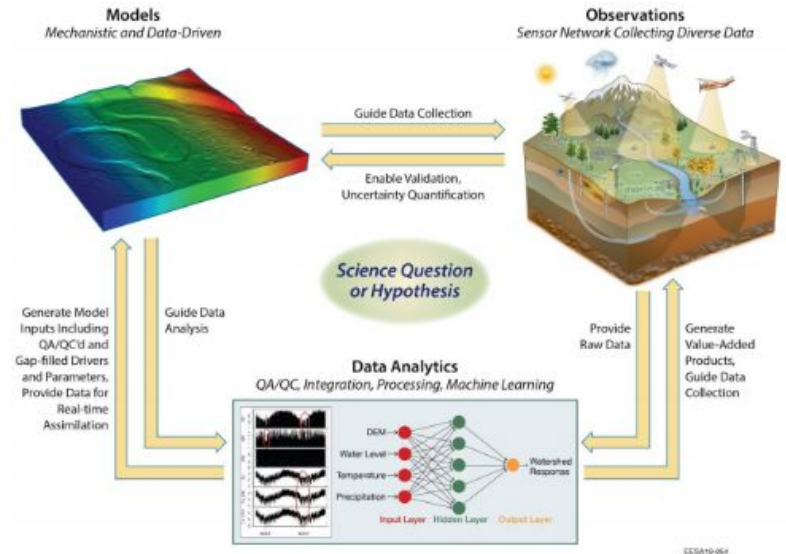 Models
Mechanistic and Data-Driven
Observations
Sensor Network Collecting Diverse Data
Guide Data Collection
Enable Validation,
Uncertainty Quantification
Science Question
or Hypothesis
Generate Model
Inputs Including
QA/QC'd and
Gap-filled Drivers
and Parameters,
Provide Data for
Real-time
Assimilation
Guide Data
Analysis
Provide
Raw Data
Generate
Value-Added
Products,
Guide Data
Collection
Data Analytics
QA/QC, Integration, Processing, Machine Learning
DEM
Water Level
Temperature
Precipitation
Watershed
Response
Input Layer
Hidden Layer
Output Layer